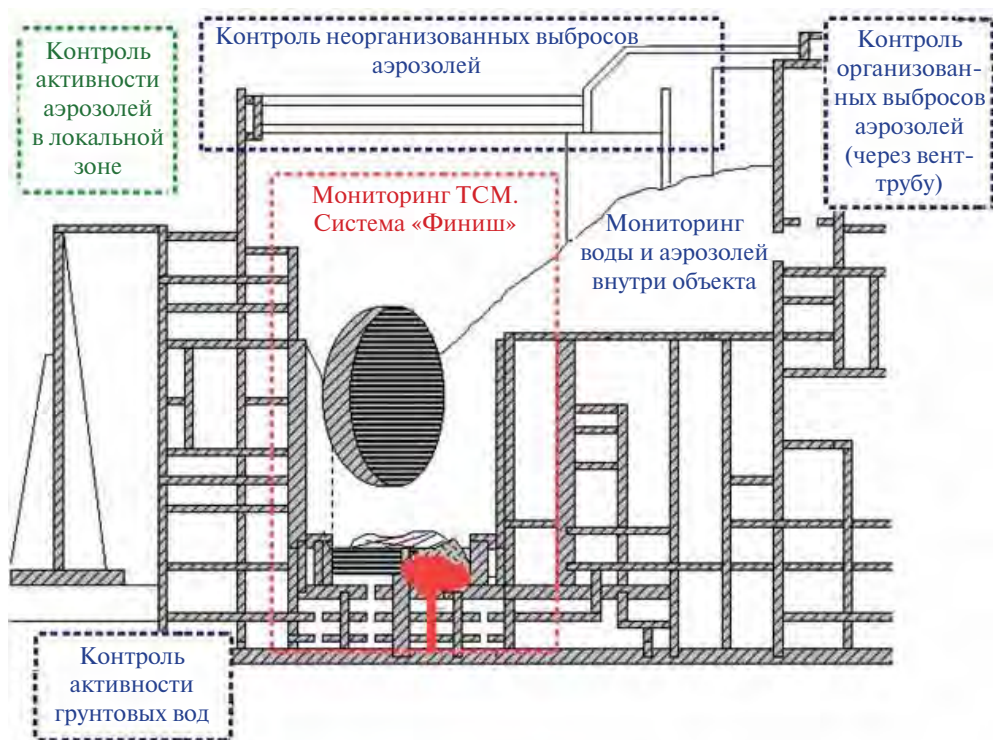 Контроль
активности
аэрозолей
в локальной
зоне
Контроль неорганизованных выбросов
аэрозолей
Контроль
организован-
ных выбросов
аэрозолей
(через вент-
трубу)
Мониторинг ТСМ.
Система «Финиш»
Мониторинг
воды и аэрозолей
внутри объекта
Контроль
активности
грунтовых вод